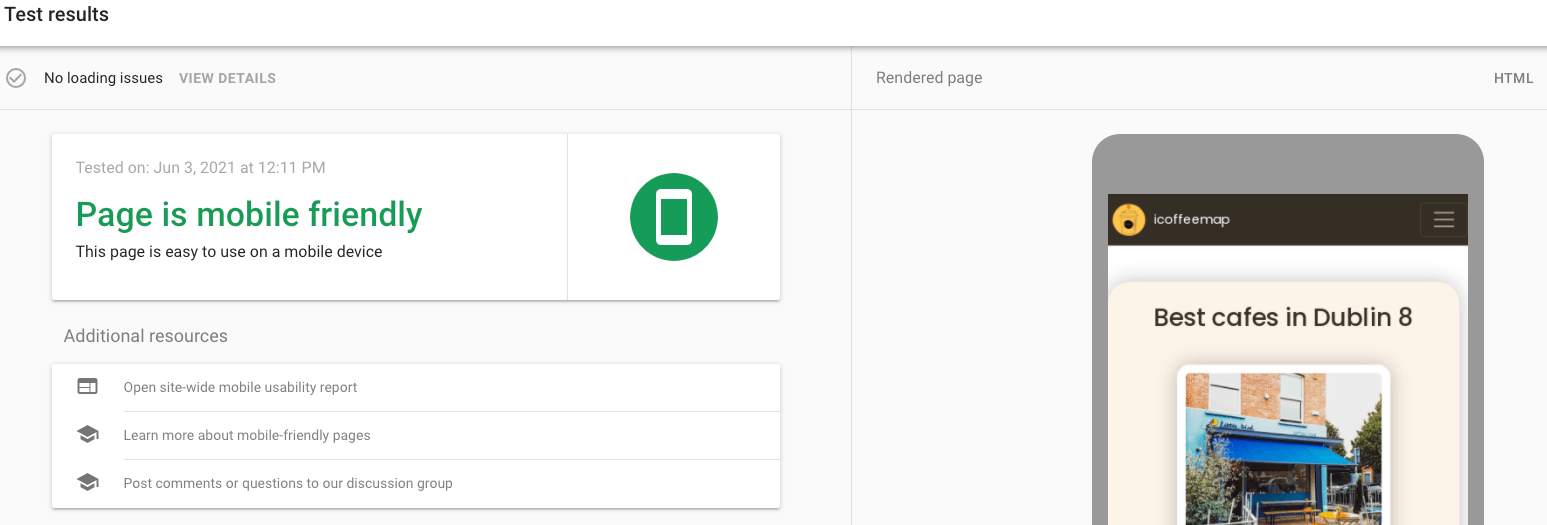 Test results
No loading issues VIEW DETAILS
Rendered page HTML
Tested on: Jun 3, 2021 at 12:11 PM
Page is mobile friendly
This page is easy to use on a mobile device
Additional resources
Open site-wide mobile usability report
Learn more about mobile-friendly pages
Post comments or questions to our discussion group
icoffeemap
Best cafes in Dublin 8
Little Bird